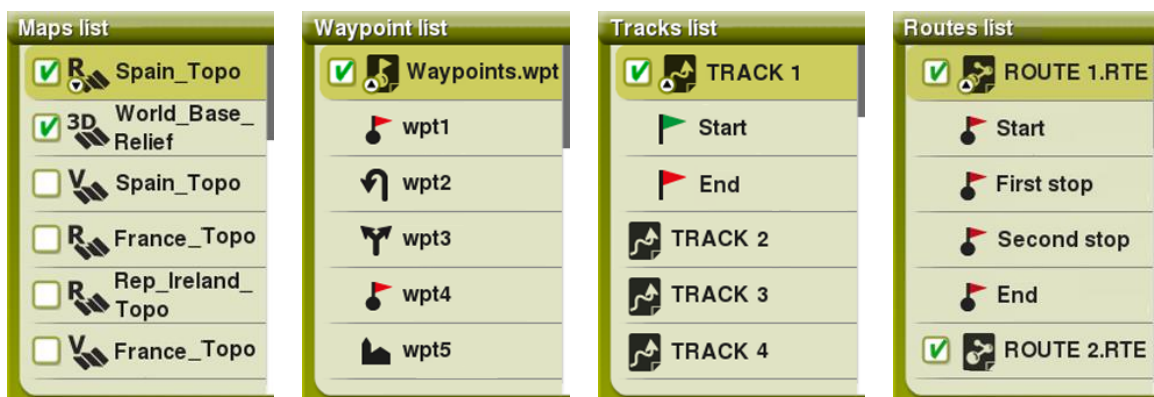 Maps list
R Spain_Topo
3D World_Base_
Relief
V Spain_Topo
R France_Topo
R Rep_Ireland_
Topo
V France_Topo
Waypoint list
Waypoints.wpt
wpt1
wpt2
wpt3
wpt4
wpt5
Tracks list
TRACK 1
Start
End
TRACK 2
TRACK 3
TRACK 4
Routes list
ROUTE 1.RTE
Start
First stop
Second stop
End
ROUTE 2.RTE